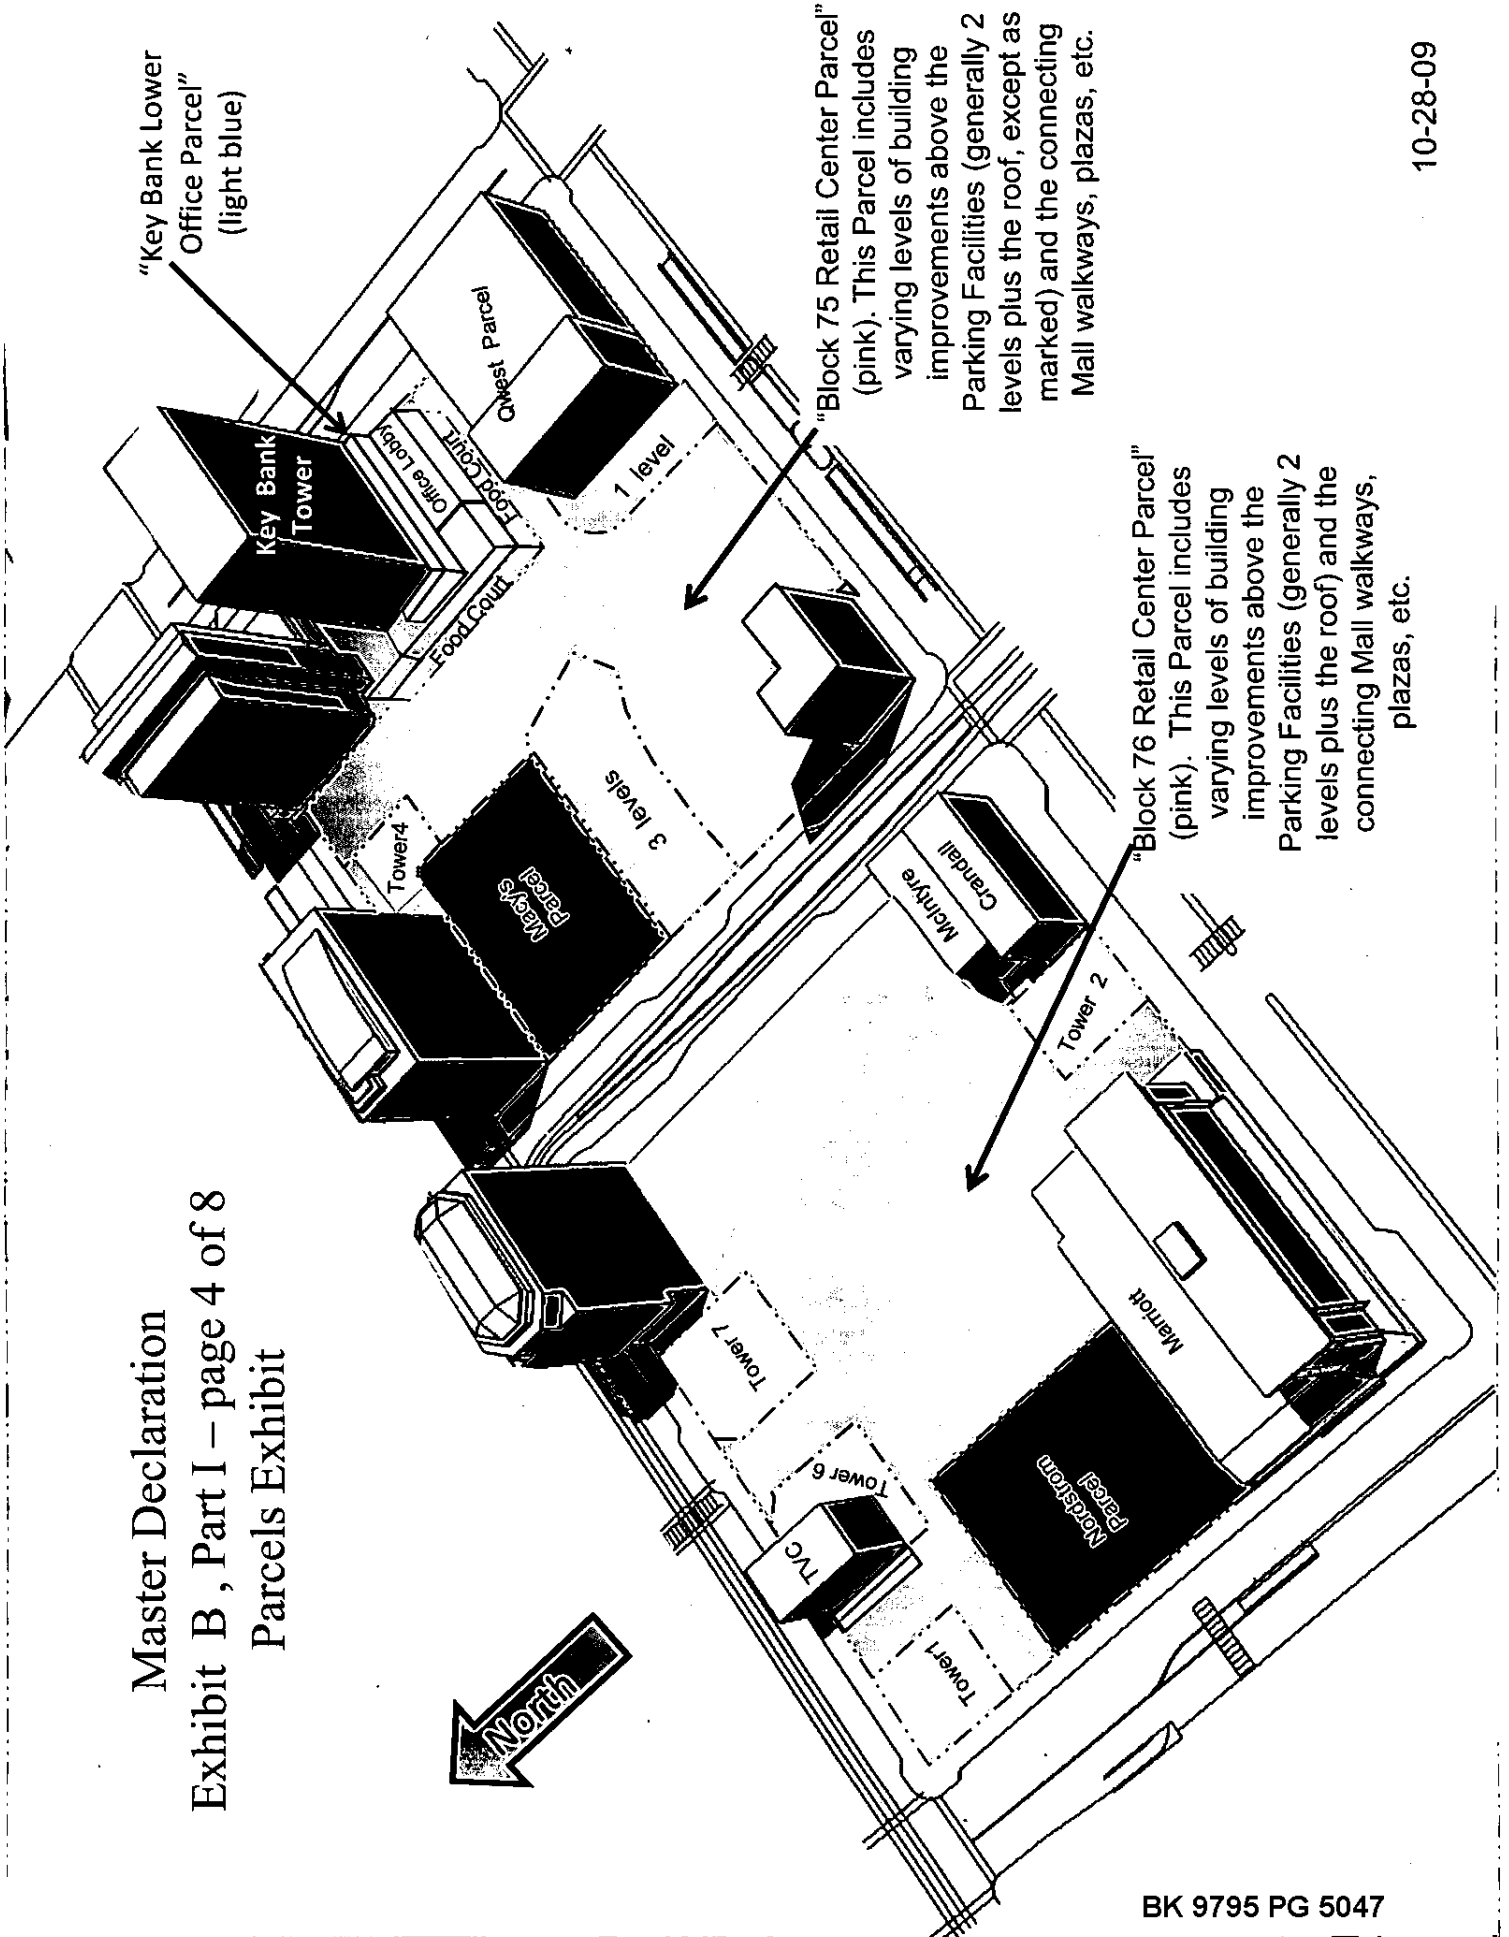 Master Declaration
Exhibit B , Part I – page 4 of 8
Parcels Exhibit
North
"Key Bank Lower
Office Parcel"
(light blue)
Key Bank
Tower
Office Lobby
Food Court
Food Court
Qwest Parcel
1 level
3 levels
Tower4
Macy's
Parcel
McIntyre
Crandall
Tower 2
Tower 7
Tower 6
TVC
Tower1
Nordstrom
Parcel
Marriott
"Block 75 Retail Center Parcel"
(pink). This Parcel includes
varying levels of building
improvements above the
Parking Facilities (generally 2
levels plus the roof, except as
marked) and the connecting
Mall walkways, plazas, etc.
"Block 76 Retail Center Parcel"
(pink). This Parcel includes
varying levels of building
improvements above the
Parking Facilities (generally 2
levels plus the roof) and the
connecting Mall walkways,
plazas, etc.
10-28-09
BK 9795 PG 5047